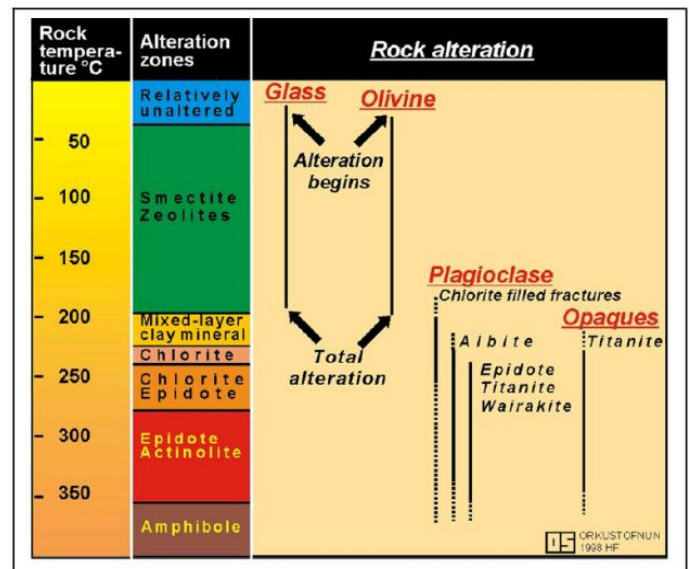 Rock
tempera-
ture °C
Alteration
zones
Rock alteration
50
100
150
200
250
300
350
Relatively
unaltered
Smectite
Zeolites
Mixed-layer
clay mineral
Chlorite
Chlorite
Epidote
Epidote
Actinolite
Amphibole
Glass
Olivine
Alteration
begins
Total
alteration
Plagioclase
Chlorite filled fractures
Albite
Epidote
Titanite
Wairakite
Opaques
Titanite
OS ORKUSTOFNUN
1998 HF